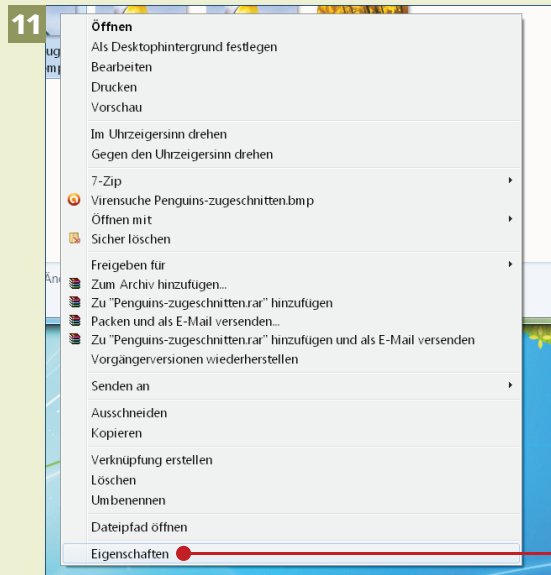 11
Öffnen
Als Desktophintergrund festlegen
Bearbeiten
Drucken
Vorschau
Im Uhrzeigersinn drehen
Gegen den Uhrzeigersinn drehen
7-Zip
Virensuche Penguins-zugeschnitten.bmp
Öffnen mit
Sicher löschen
Freigeben für
Zum Archiv hinzufügen...
Zu "Penguins-zugeschnitten.rar" hinzufügen
Packen und als E-Mail versenden...
Zu "Penguins-zugeschnitten.rar" hinzufügen und als E-Mail versenden
Vorgängerversionen wiederherstellen
Senden an
Ausschneiden
Kopieren
Verknüpfung erstellen
Löschen
Umbenennen
Dateipfad öffnen
Eigenschaften